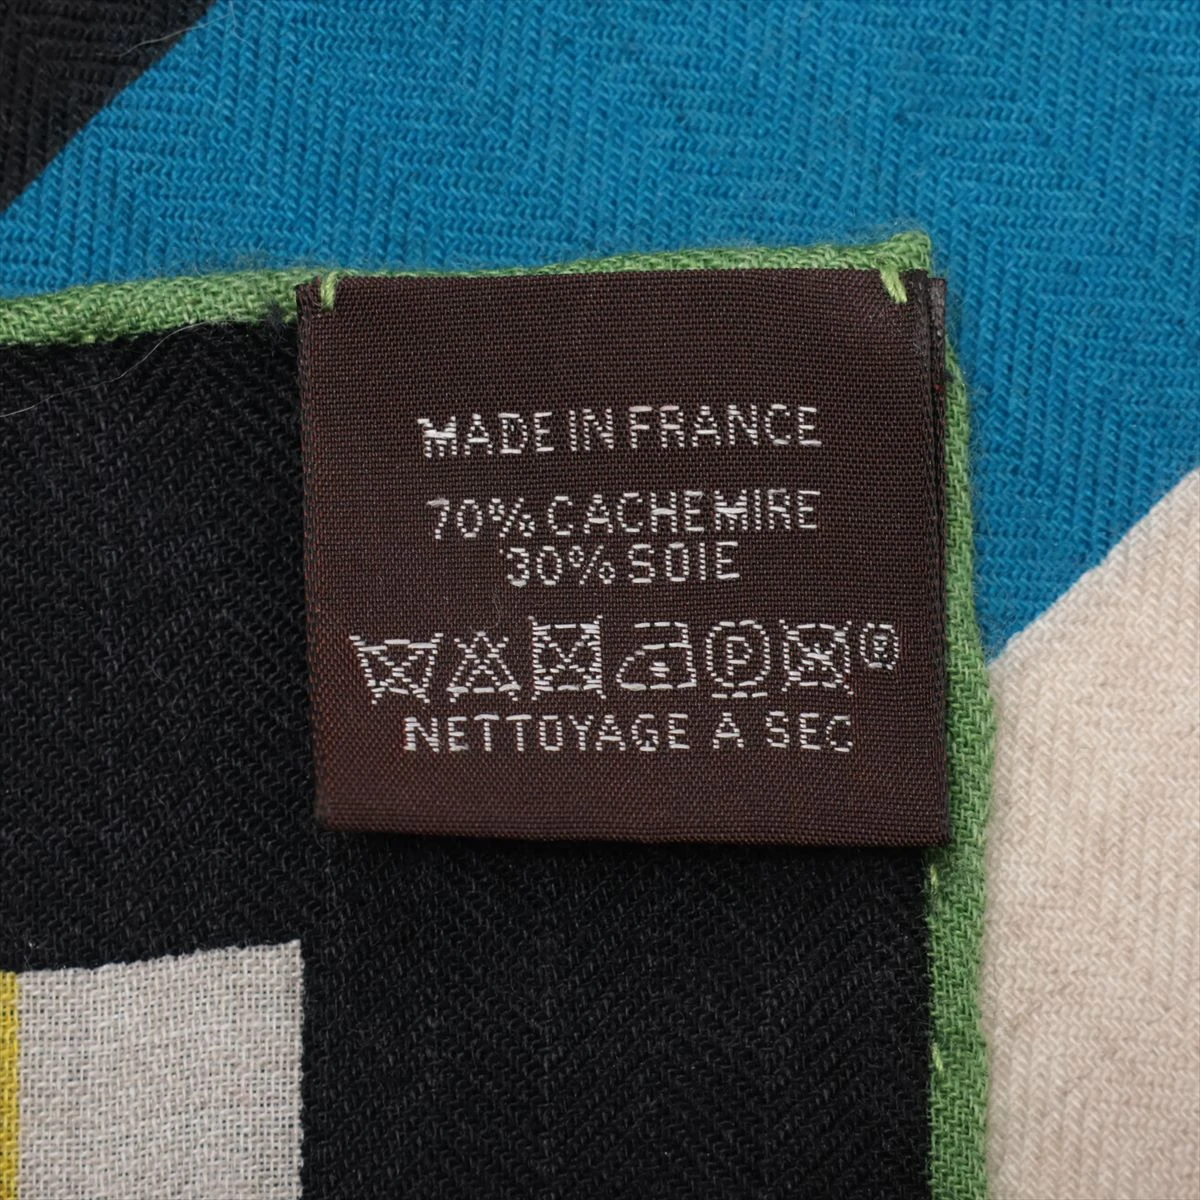 MADE IN FRANCE
70% CACHEMIRE
30% SOIE
P ®
NETTOYAGE A SEC